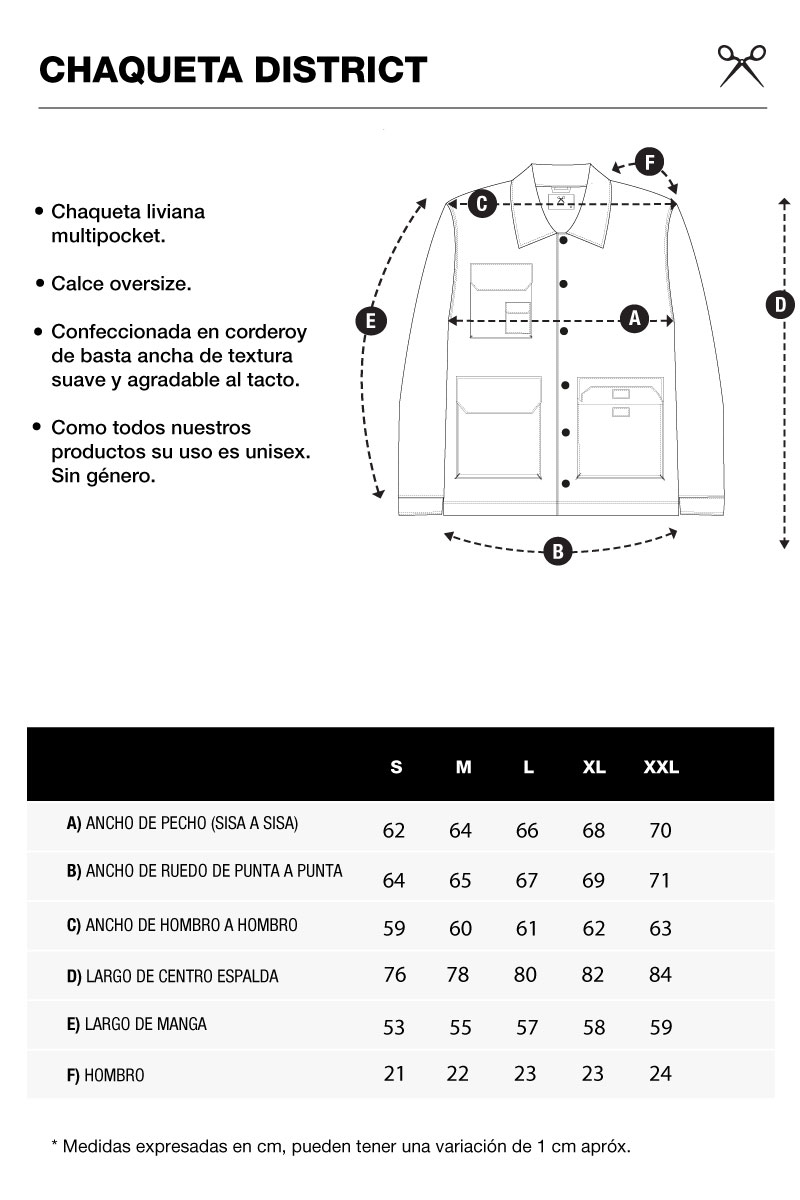 CHAQUETA DISTRICT
• Chaqueta liviana
multipocket.
• Calce oversize.
• Confeccionada en corderoy
de basta ancha de textura
suave y agradable al tacto.
• Como todos nuestros
productos su uso es unisex.
Sin género.
F
C
D
E
A
B
S M L XL XXL
A) ANCHO DE PECHO (SISA A SISA) 62 64 66 68 70
B) ANCHO DE RUEDO DE PUNTA A PUNTA 64 65 67 69 71
C) ANCHO DE HOMBRO A HOMBRO 59 60 61 62 63
D) LARGO DE CENTRO ESPALDA 76 78 80 82 84
E) LARGO DE MANGA 53 55 57 58 59
F) HOMBRO 21 22 23 23 24
* Medidas expresadas en cm, pueden tener una variación de 1 cm apróx.